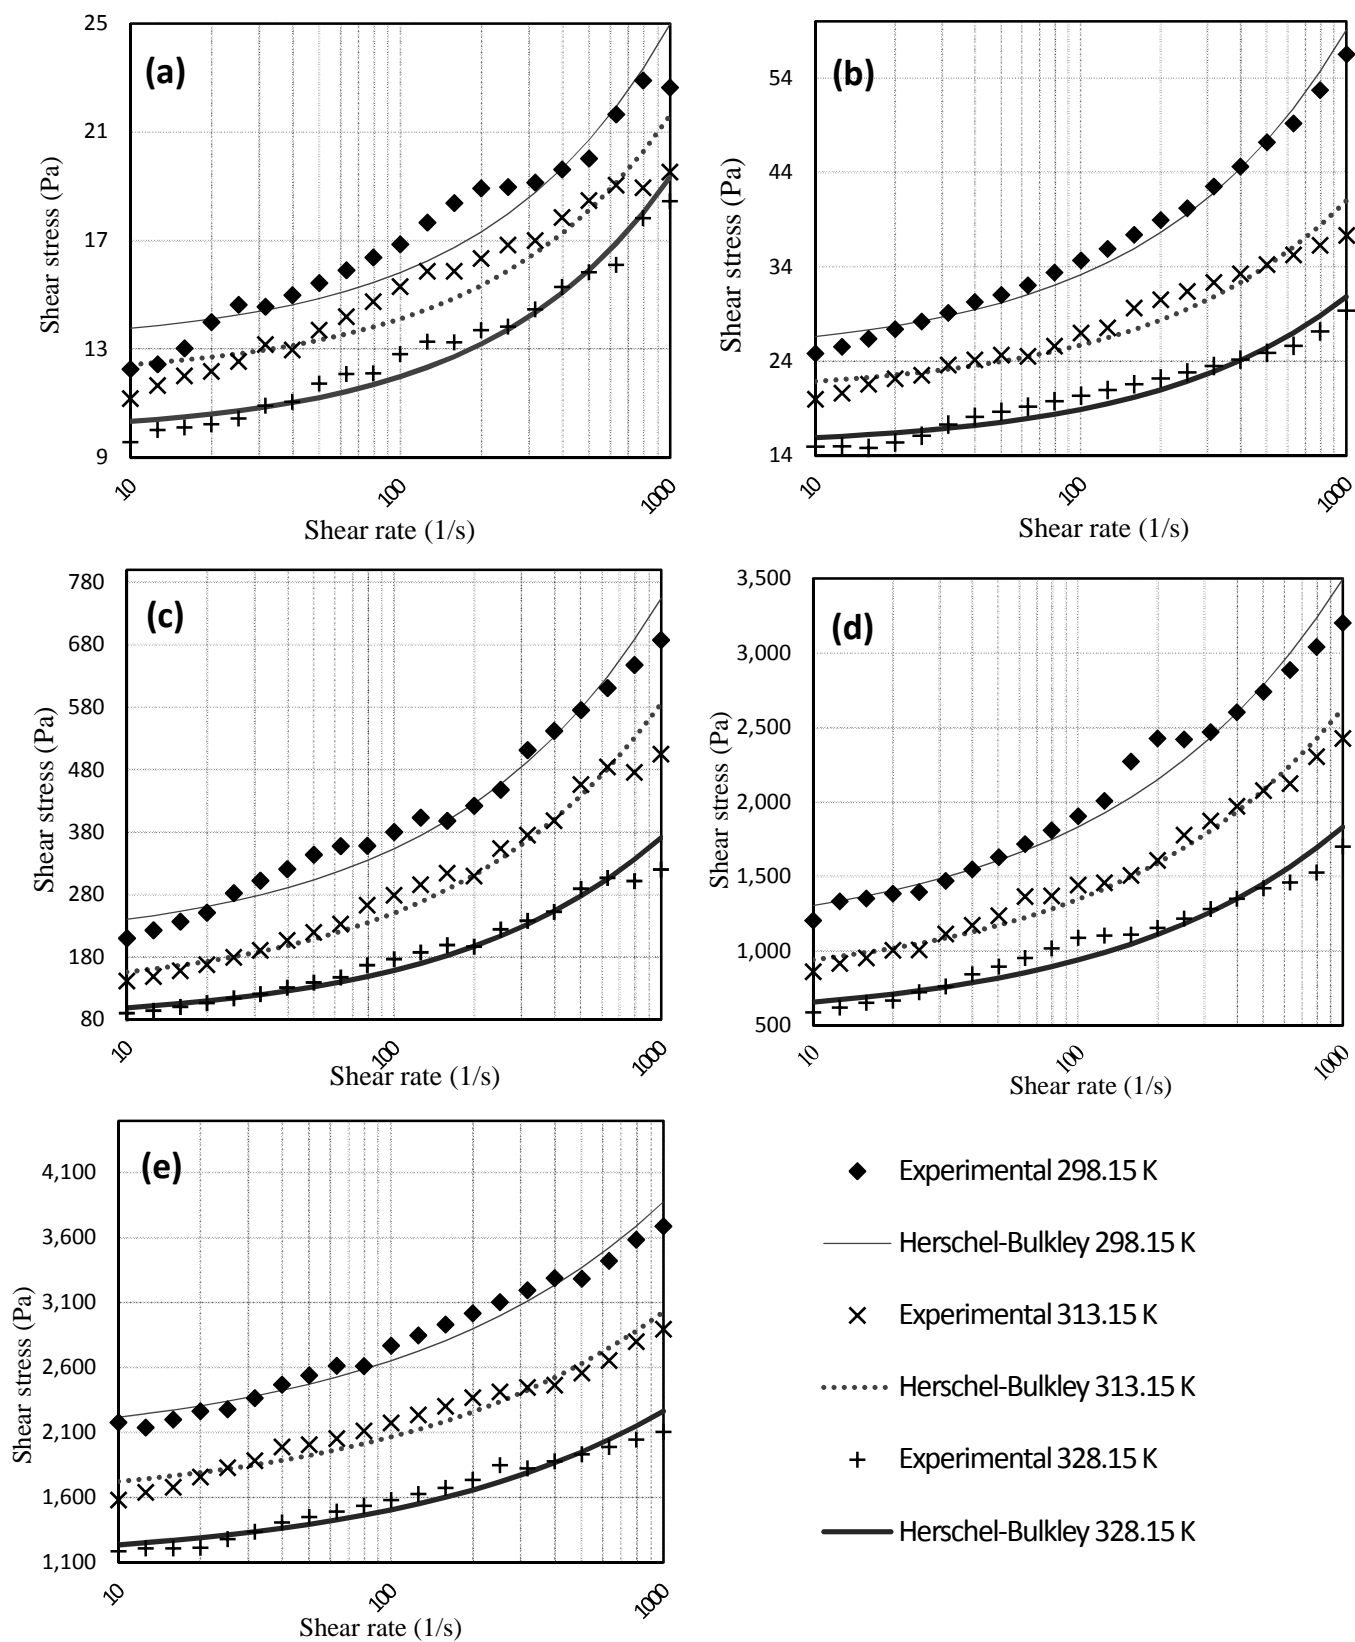 (a)
Shear stress (Pa)
25
21
17
13
9
10
100
1000
Shear rate (1/s)
(b)
Shear stress (Pa)
54
44
34
24
14
10
100
1000
Shear rate (1/s)
(c)
Shear stress (Pa)
780
680
580
480
380
280
180
80
10
100
1000
Shear rate (1/s)
(d)
Shear stress (Pa)
3,500
3,000
2,500
2,000
1,500
1,000
500
10
100
1000
Shear rate (1/s)
(e)
Shear stress (Pa)
4,100
3,600
3,100
2,600
2,100
1,600
1,100
10
100
1000
Shear rate (1/s)
Experimental 298.15 K
Herschel-Bulkley 298.15 K
Experimental 313.15 K
Herschel-Bulkley 313.15 K
Experimental 328.15 K
Herschel-Bulkley 328.15 K